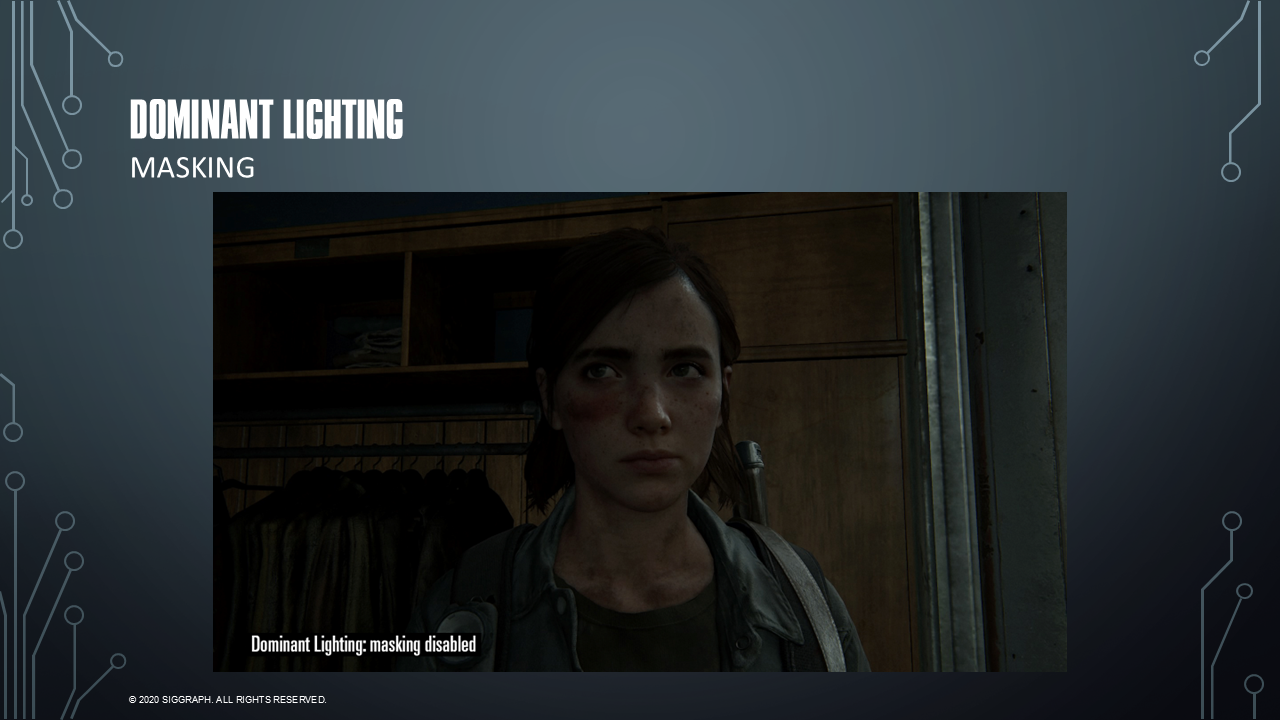 DOMINANT LIGHTING
MASKING
Dominant Lighting: masking disabled
© 2020 SIGGRAPH. ALL RIGHTS RESERVED.